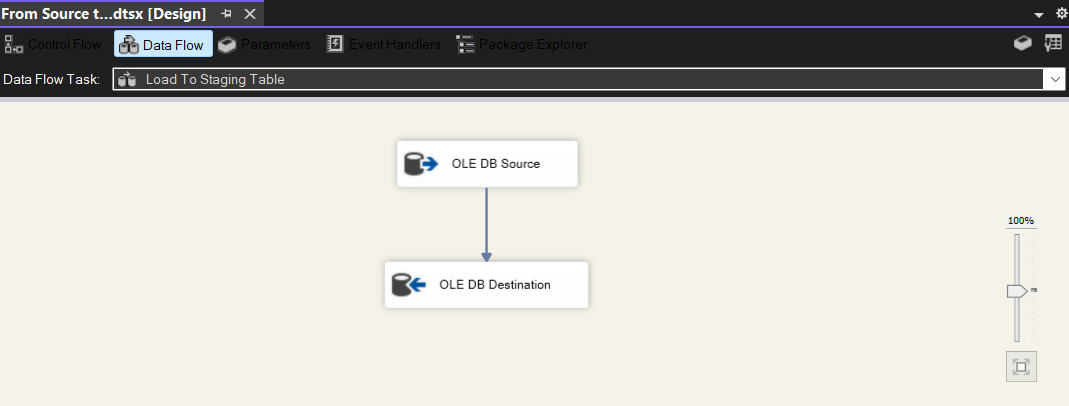 From Source t...dtsx [Design]
Control Flow Data Flow Parameters Event Handlers Package Explorer
Data Flow Task: Load To Staging Table
OLE DB Source
100%
OLE DB Destination